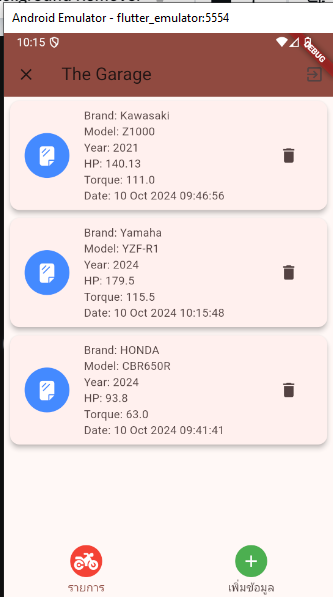 Android Emulator - flutter_emulator:5554
10:15
DEBUG
The Garage
Brand: Kawasaki
Model: Z1000
Year: 2021
HP: 140.13
Torque: 111.0
Date: 10 Oct 2024 09:46:56
Brand: Yamaha
Model: YZF-R1
Year: 2024
HP: 179.5
Torque: 115.5
Date: 10 Oct 2024 10:15:48
Brand: HONDA
Model: CBR650R
Year: 2024
HP: 93.8
Torque: 63.0
Date: 10 Oct 2024 09:41:41
รายการ
เพิ่มข้อมูล